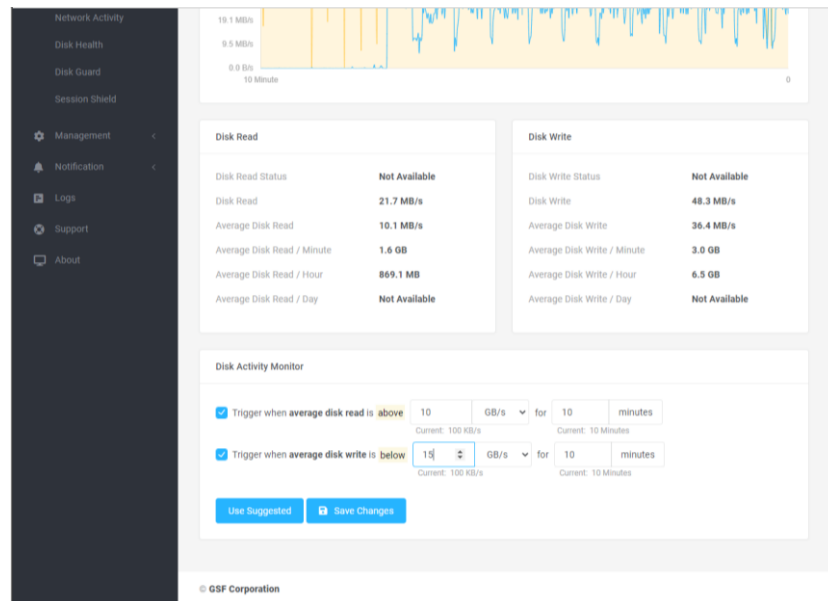 Network Activity
Disk Health
Disk Guard
Session Shield
Management
Notification
Logs
Support
About
19.1 MB/s
9.5 MB/s
0.0 B/s
10 Minute 0
Disk Read
Disk Read Status Not Available
Disk Read 21.7 MB/s
Average Disk Read 10.1 MB/s
Average Disk Read / Minute 1.6 GB
Average Disk Read / Hour 869.1 MB
Average Disk Read / Day Not Available
Disk Write
Disk Write Status Not Available
Disk Write 48.3 MB/s
Average Disk Write 36.4 MB/s
Average Disk Write / Minute 3.0 GB
Average Disk Write / Hour 6.5 GB
Average Disk Write / Day Not Available
Disk Activity Monitor
Trigger when average disk read is above 10 GB/s for 10 minutes
Current: 100 KB/s Current: 10 Minutes
Trigger when average disk write is below 15 GB/s for 10 minutes
Current: 100 KB/s Current: 10 Minutes
Use Suggested Save Changes
© GSF Corporation